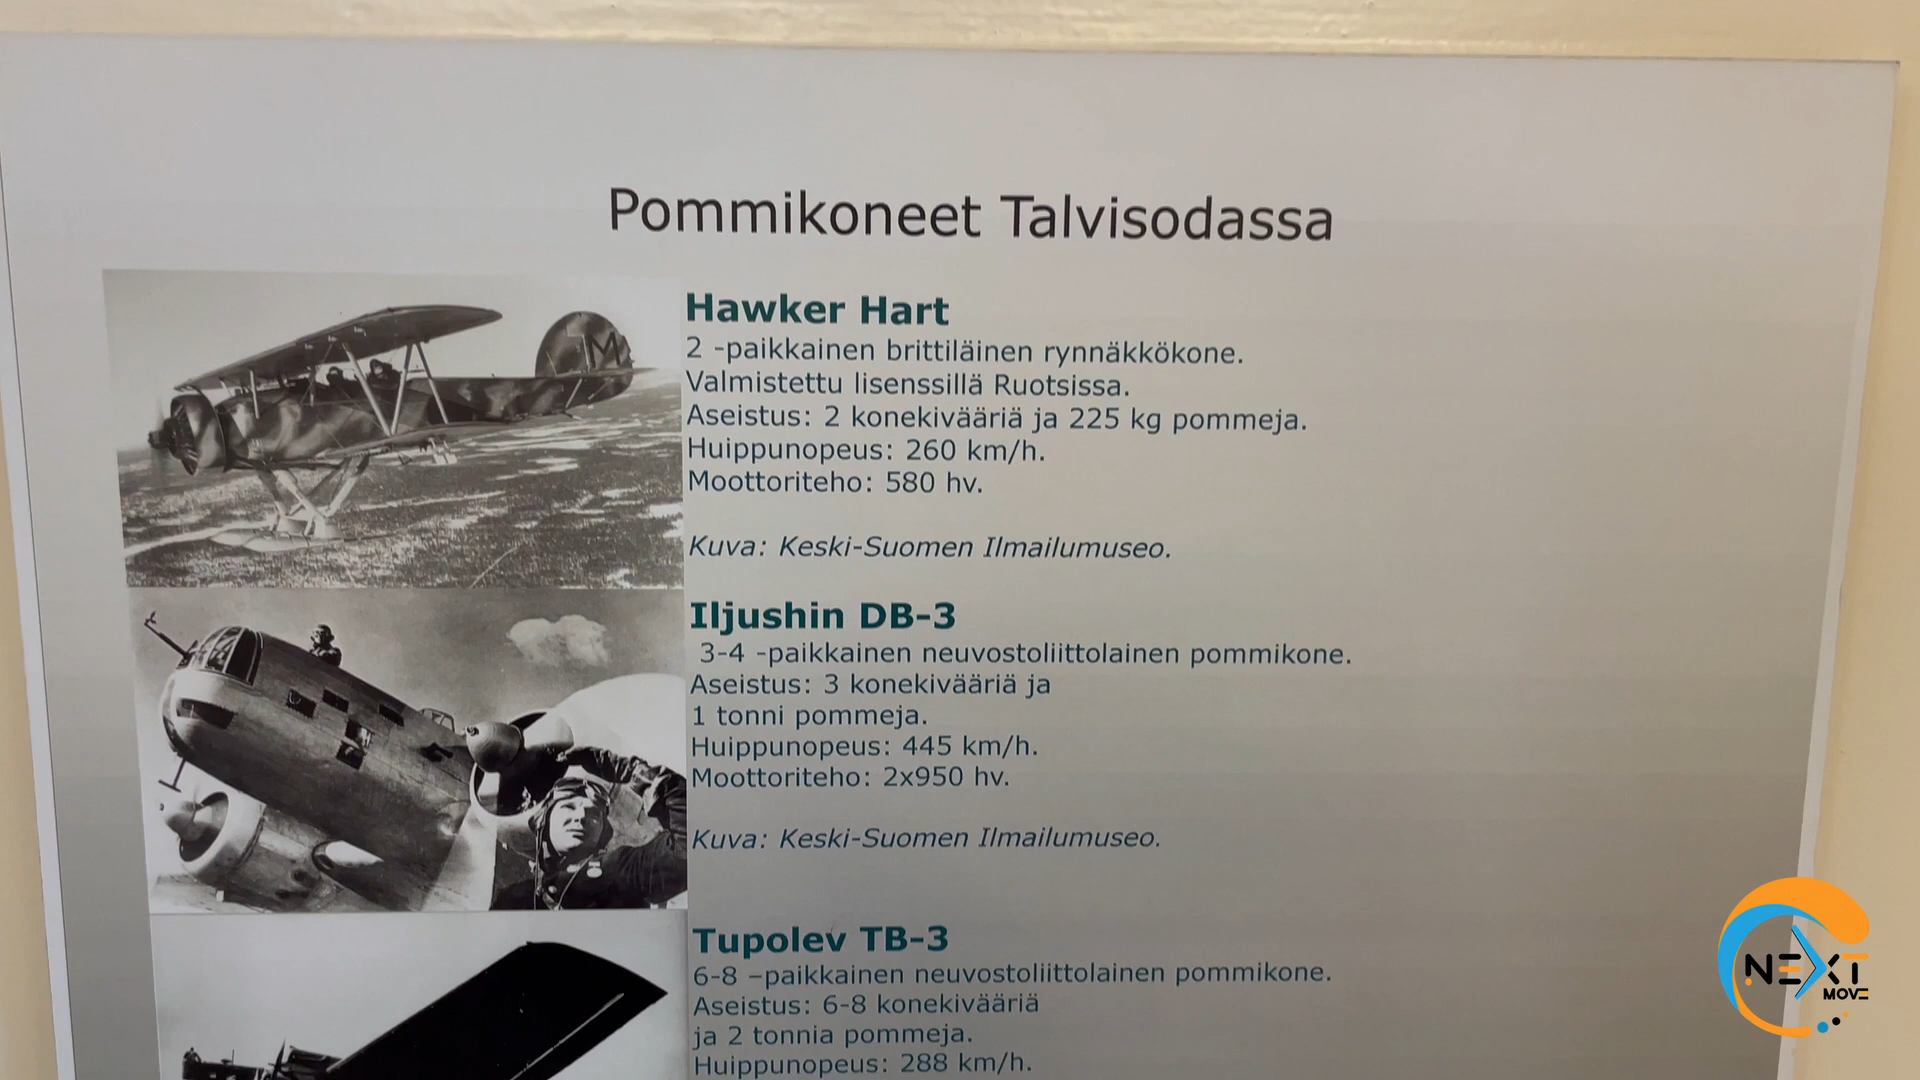 Pommikoneet Talvisodassa
M
Hawker Hart
2 -paikkainen brittiläinen rynnäkkökone.
Valmistettu lisenssillä Ruotsissa.
Aseistus: 2 konekivääriä ja 225 kg pommeja.
Huippunopeus: 260 km/h.
Moottoriteho: 580 hv.
Kuva: Keski-Suomen Ilmailumuseo.
Iljushin DB-3
3-4 -paikkainen neuvostoliittolainen pommikone.
Aseistus: 3 konekivääriä ja
1 tonni pommeja.
Huippunopeus: 445 km/h.
Moottoriteho: 2x950 hv.
Kuva: Keski-Suomen Ilmailumuseo.
Tupolev TB-3
6-8 –paikkainen neuvostoliittolainen pommikone.
Aseistus: 6-8 konekivääriä
ja 2 tonnia pommeja.
Huippunopeus: 288 km/h.
NEXT
MOVE